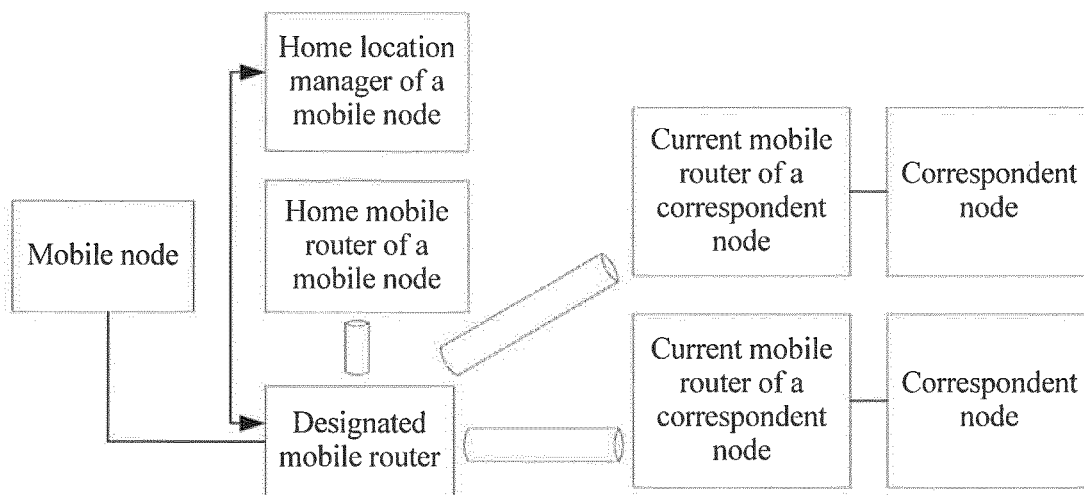 Home location
manager of a
mobile node
Mobile node
Home mobile
router of a
mobile node
Designated
mobile router
Current mobile
router of a
correspondent
node
Correspondent
node
Current mobile
router of a
correspondent
node
Correspondent
node